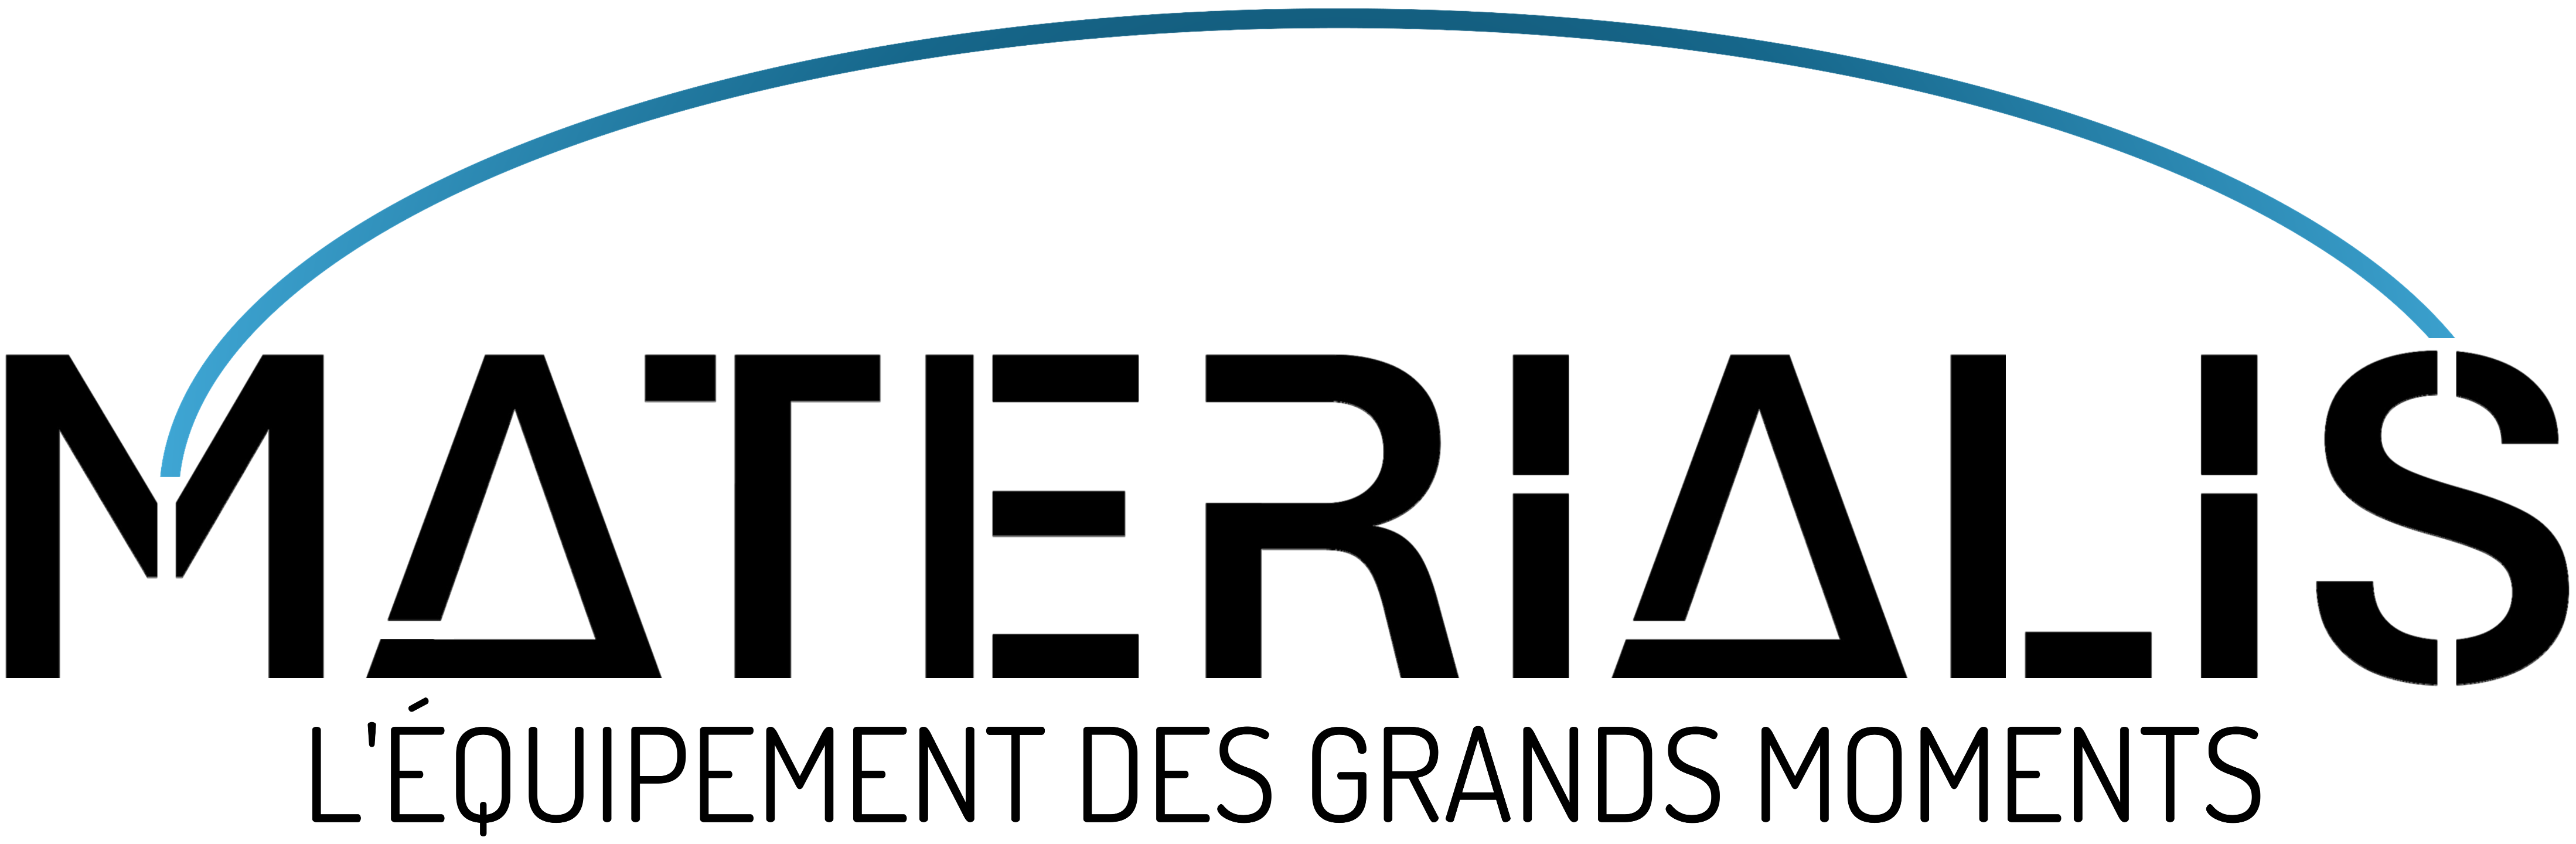 MATERIALIS
L'ÉQUIPEMENT DES GRANDS MOMENTS